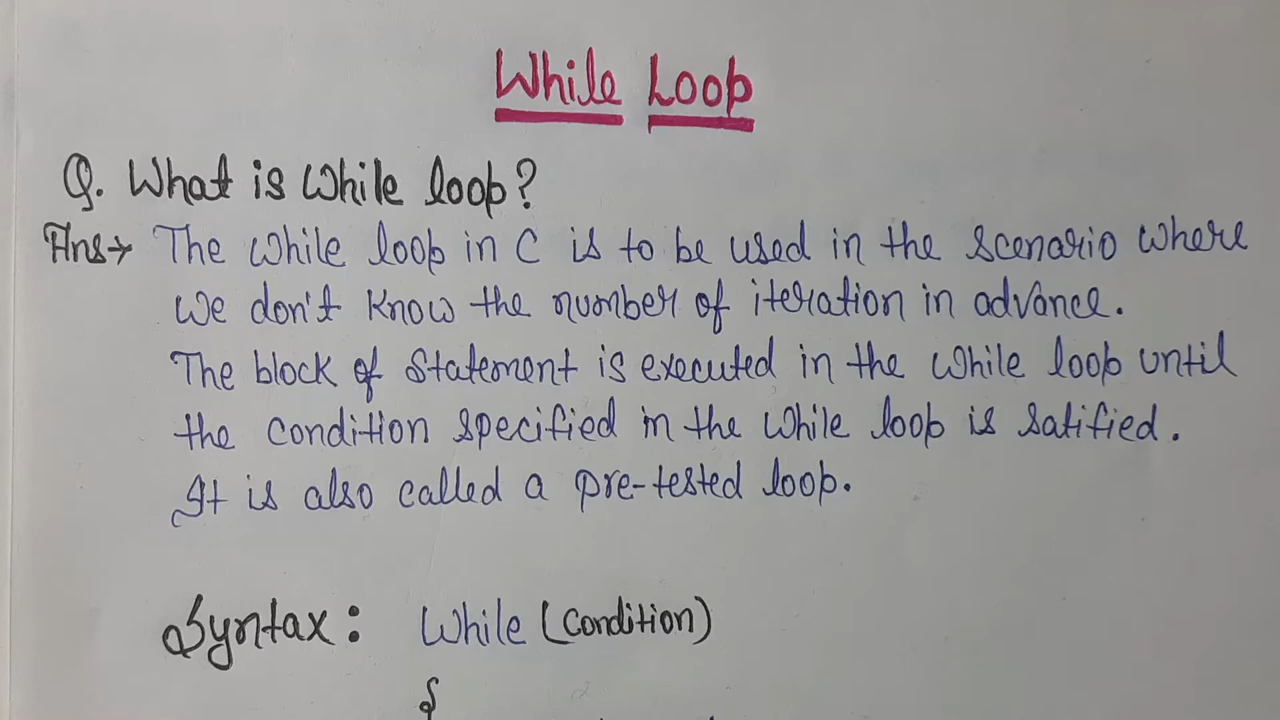 While Loop
Q. What is While loop?
Ans→ The While loop in C is to be used in the scenario where
we don't know the number of iteration in advance.
The block of statement is executed in the while loop until
the condition specified in the while loop is satified.
It is also called a pre-tested loop.
Syntax: While (condition)
{